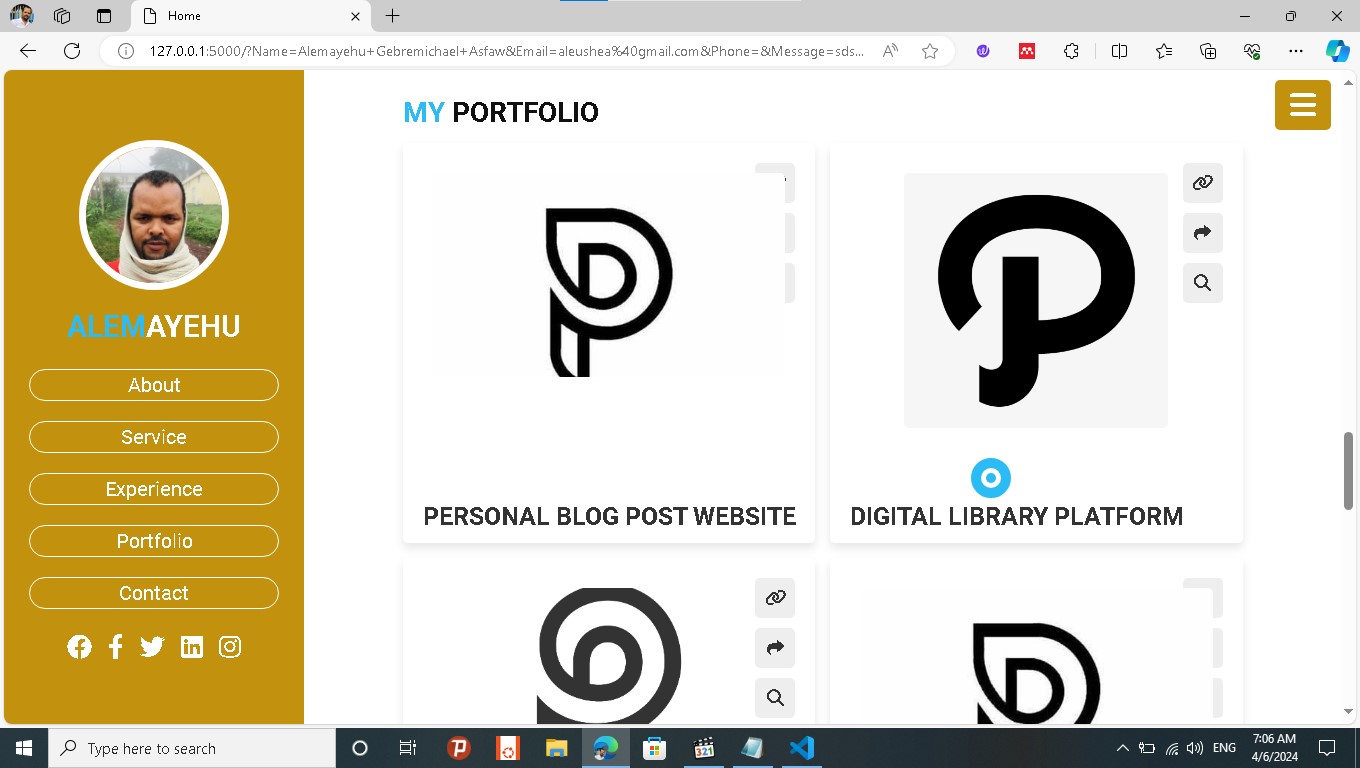 Home
127.0.0.1:5000/?Name=Alemayehu+Gebremichael+Asfaw&Email=aleushea%40gmail.com&Phone=&Message=sds...
MY PORTFOLIO
ALEMAYEHU
About
Service
Experience
Portfolio
Contact
PERSONAL BLOG POST WEBSITE
DIGITAL LIBRARY PLATFORM
Type here to search
321
ENG
7:06 AM
4/6/2024